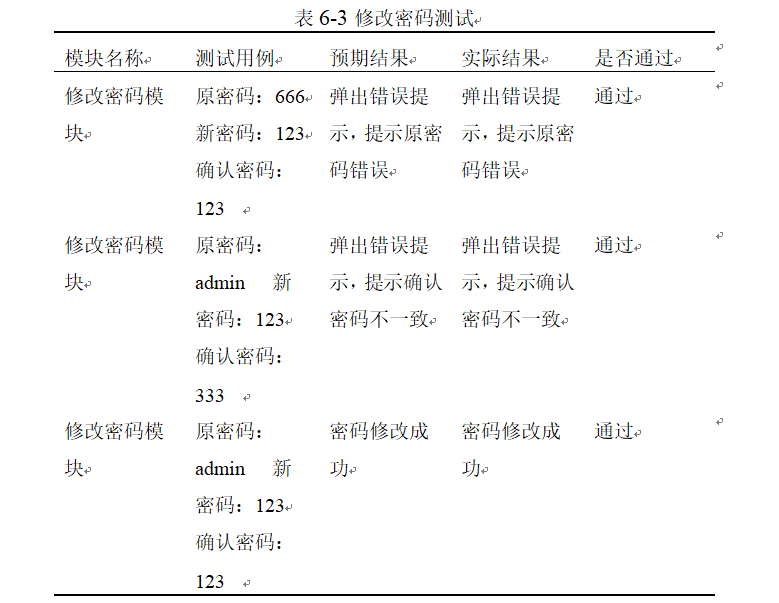 表 6-3 修改密码测试
模块名称 测试用例 预期结果 实际结果 是否通过
修改密码模 原密码：666 弹出错误提 弹出错误提 通过
块 新密码：123 示，提示原密 示，提示原密
确认密码： 码错误 码错误
123
修改密码模 原密码： 弹出错误提 弹出错误提 通过
块 admin 新 示，提示确认 示，提示确认
密码：123 密码不一致 密码不一致
确认密码：
333
修改密码模 原密码： 密码修改成 密码修改成 通过
块 admin 新 功 功
密码：123
确认密码：
123